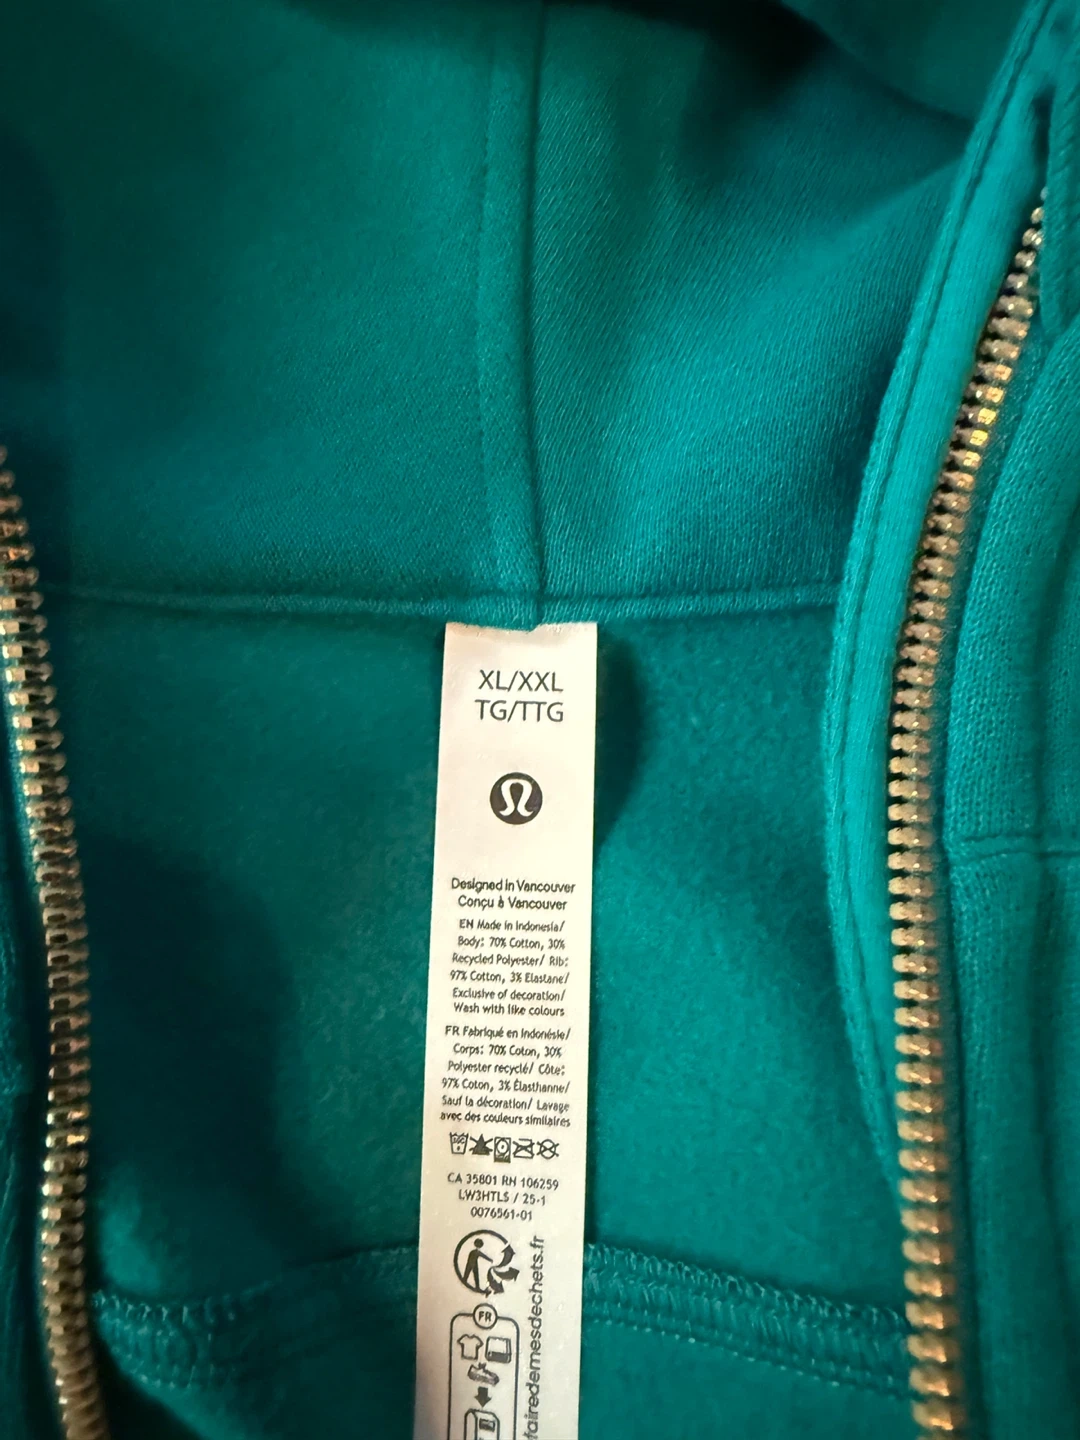 XL/XXL
TG/TTG
Designed in Vancouver
Conçu à Vancouver
EN Made in Indonesia/
Body: 70% Cotton, 30%
Recycled Polyester/ Rib:
97% Cotton, 3% Elastane/
Exclusive of decoration/
Wash with like colours
FR Fabriqué en Indonésie/
Corps: 70% Coton, 30%
Polyester recyclé/ Côte:
97% Coton, 3% Élasthanne/
Sauf la décoration/ Lavage
avec des couleurs similaires
CA 35801 RN 106259
LW3HTLS / 25-1
0076561-01
FR
fairedemesdechets.fr